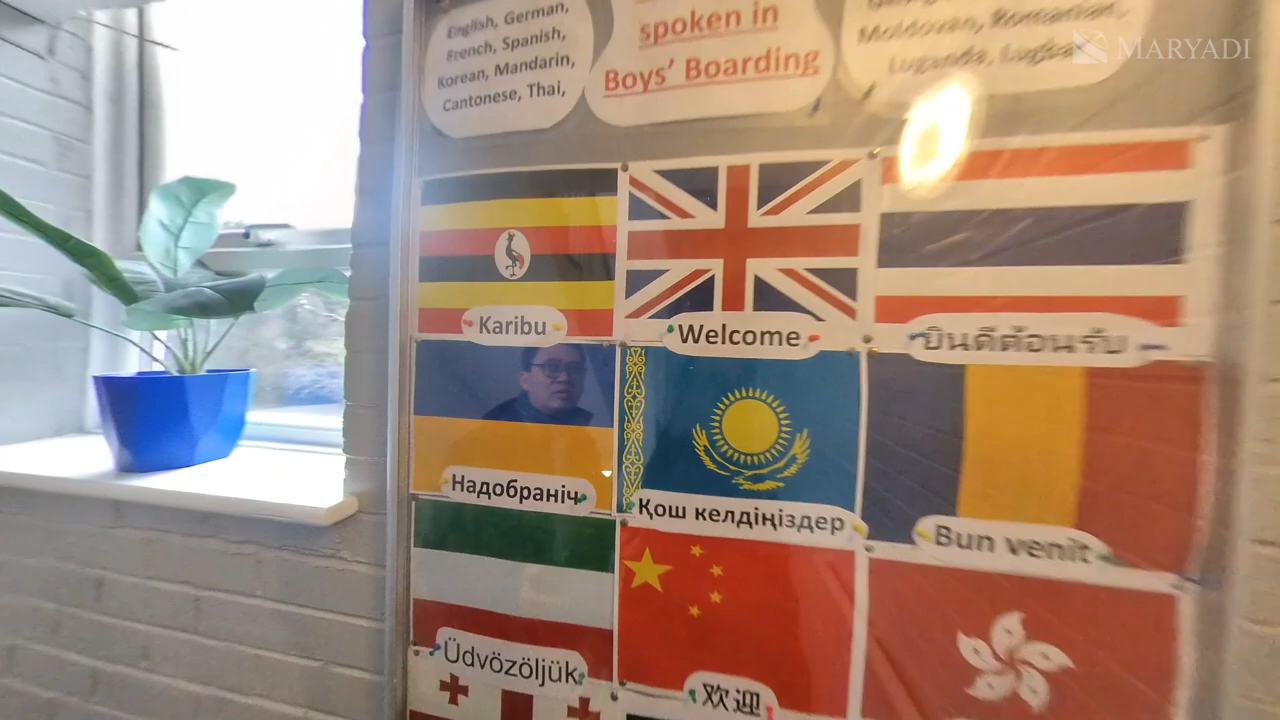 English, German,
French, Spanish,
Korean, Mandarin,
Cantonese, Thai,
spoken in
Boys' Boarding
Moldovan, Romanian,
Luganda,
MARYADI
Karibu
Welcome
ยินดีต้อนรับ
Надобраніч
Қош келдіңіздер
Bun venit
Üdvözöljük
欢迎